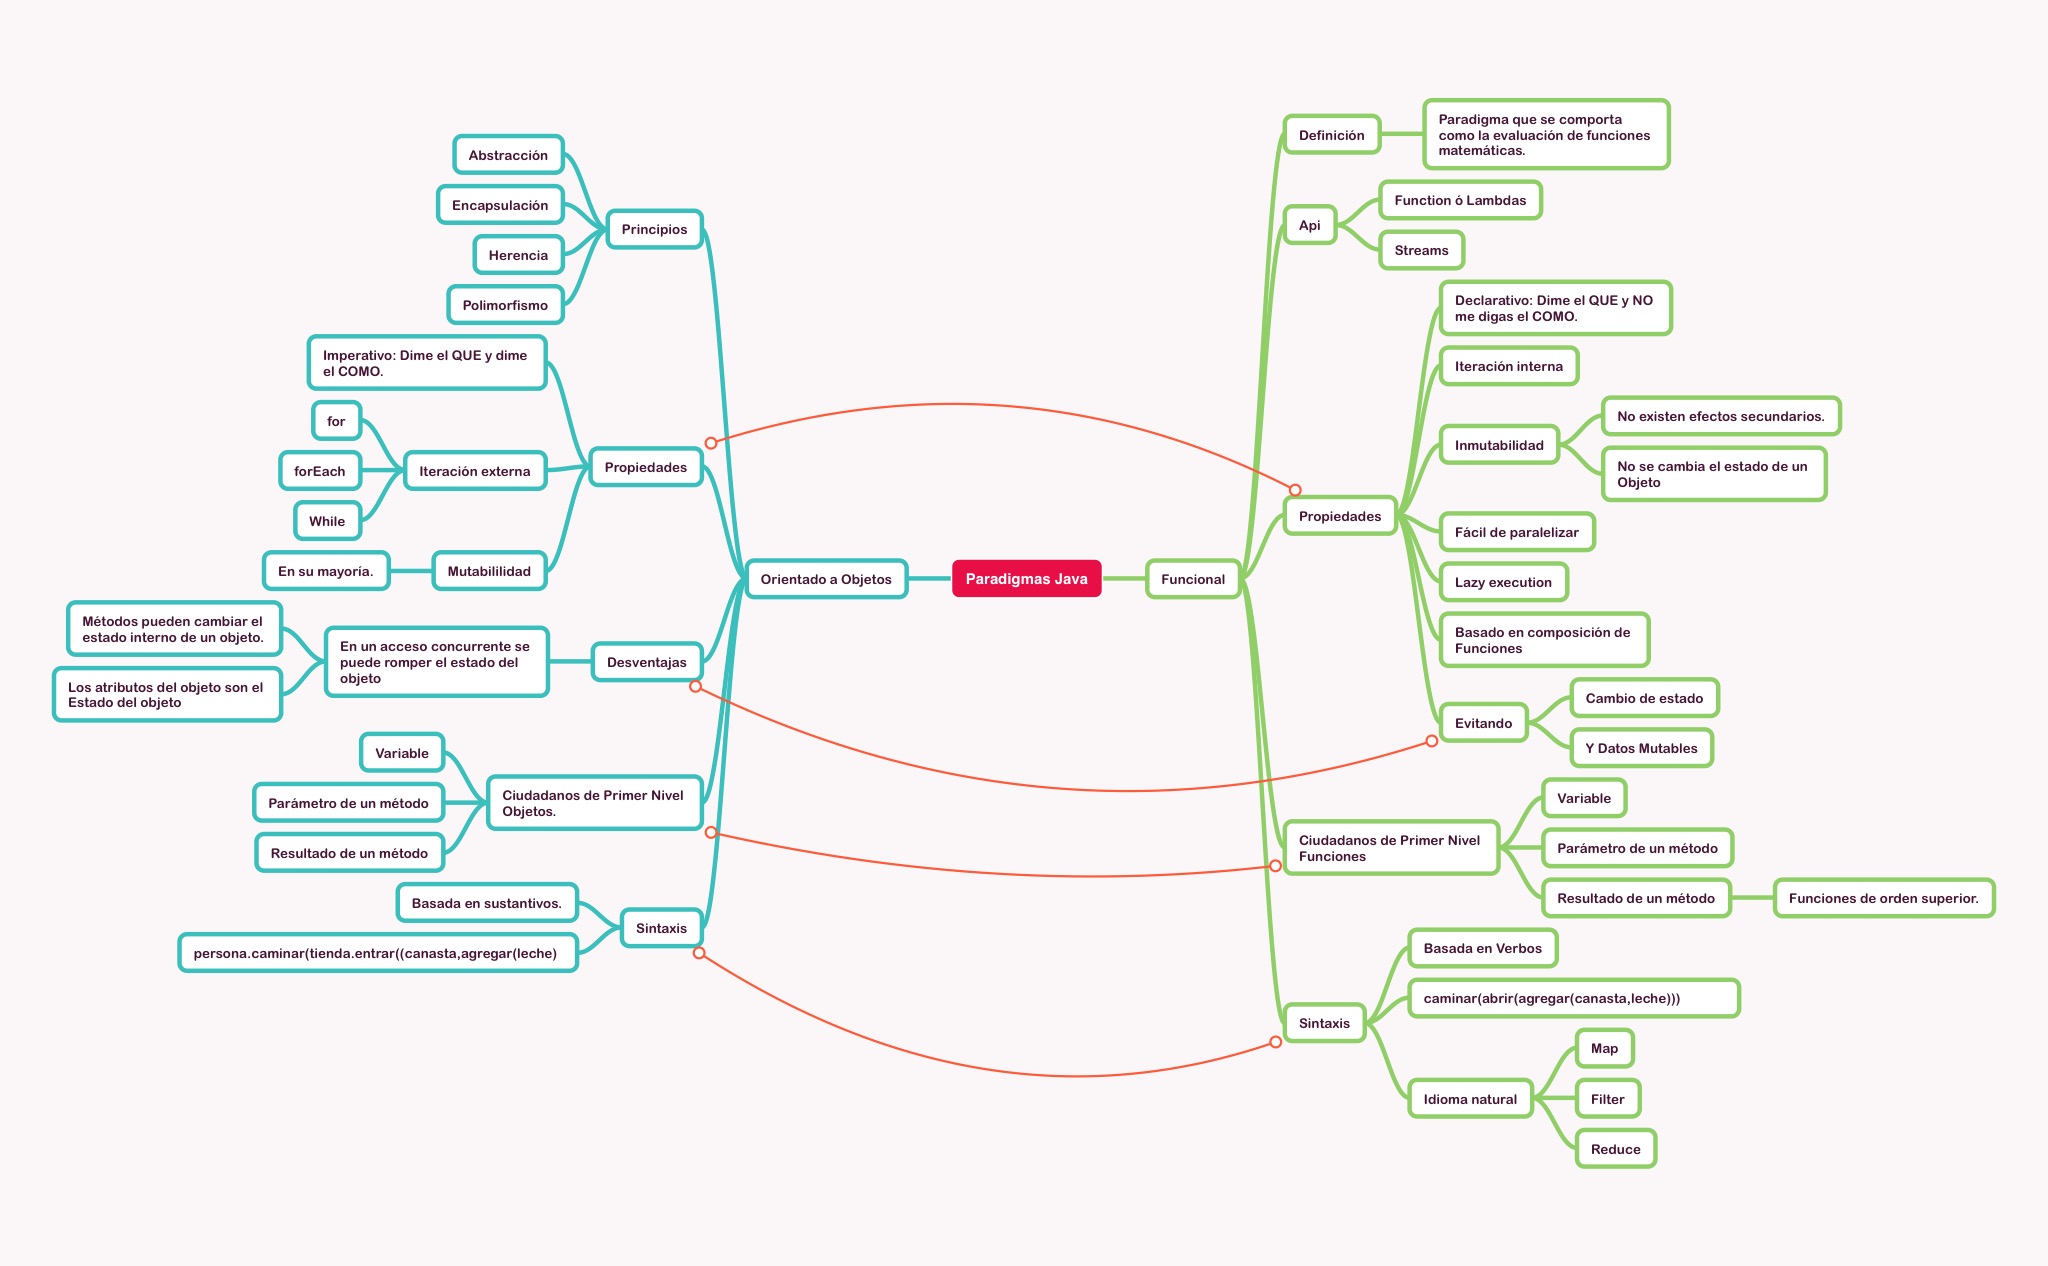 Paradigmas Java
Orientado a Objetos
Principios
Abstracción
Encapsulación
Herencia
Polimorfismo
Propiedades
Imperativo: Dime el QUE y dime
el COMO.
Iteración externa
for
forEach
While
Mutabililidad
En su mayoría.
Desventajas
En un acceso concurrente se
puede romper el estado del
objeto
Métodos pueden cambiar el
estado interno de un objeto.
Los atributos del objeto son el
Estado del objeto
Ciudadanos de Primer Nivel
Objetos.
Variable
Parámetro de un método
Resultado de un método
Sintaxis
Basada en sustantivos.
persona.caminar(tienda.entrar((canasta,agregar(leche)
Funcional
Definición
Paradigma que se comporta
como la evaluación de funciones
matemáticas.
Api
Function ó Lambdas
Streams
Propiedades
Declarativo: Dime el QUE y NO
me digas el COMO.
Iteración interna
Inmutabilidad
No existen efectos secundarios.
No se cambia el estado de un
Objeto
Fácil de paralelizar
Lazy execution
Basado en composición de
Funciones
Evitando
Cambio de estado
Y Datos Mutables
Ciudadanos de Primer Nivel
Funciones
Variable
Parámetro de un método
Resultado de un método
Funciones de orden superior.
Sintaxis
Basada en Verbos
caminar(abrir(agregar(canasta,leche)))
Idioma natural
Map
Filter
Reduce